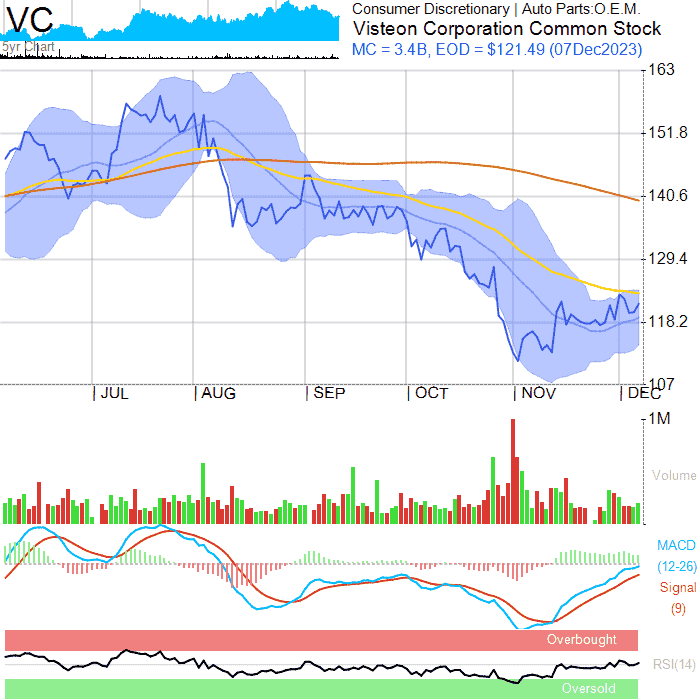 VC
5yr Chart
Consumer Discretionary | Auto Parts:O.E.M.
Visteon Corporation Common Stock
MC = 3.4B, EOD = $121.49 (07Dec2023)
163
151.8
140.6
129.4
118.2
107
JUL AUG SEP OCT NOV DEC
1M
Volume
MACD
(12-26)
Signal
(9)
Overbought
RSI(14)
Oversold